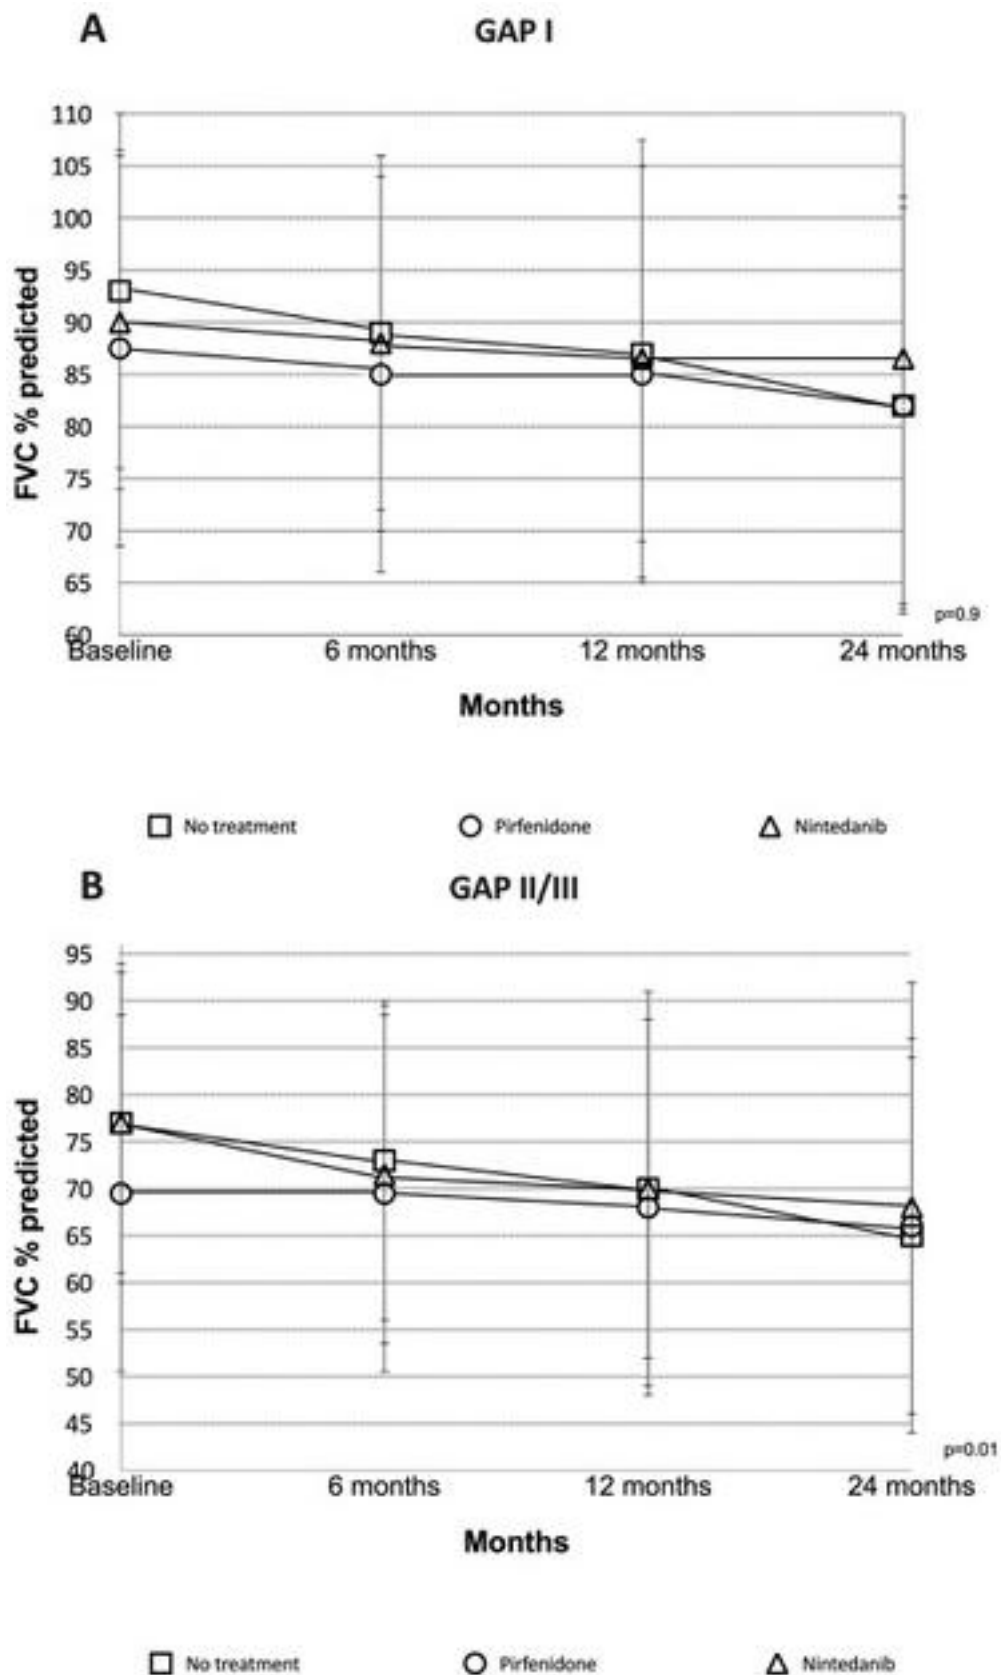 A
GAP I
110
105
100
95
90
85
80
75
70
65
60
FVC % predicted
p=0.9
Baseline 6 months 12 months 24 months
Months
No treatment Pirfenidone Nintedanib
B
GAP II/III
95
90
85
80
75
70
65
60
55
50
45
40
FVC % predicted
p=0.01
Baseline 6 months 12 months 24 months
Months
No treatment Pirfenidone Nintedanib